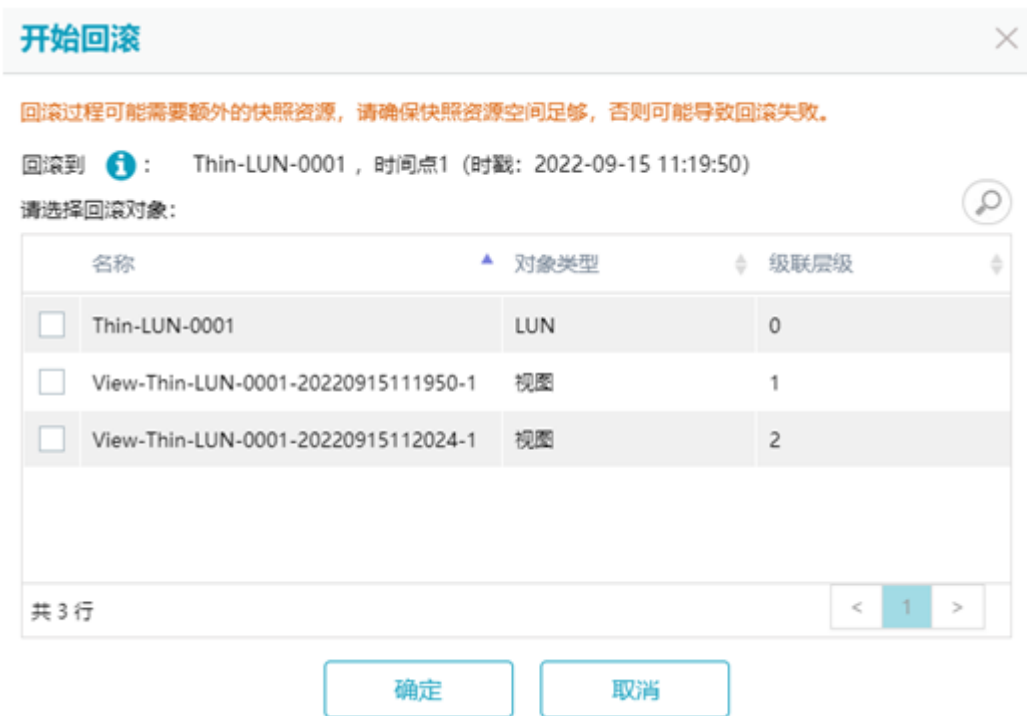 开始回滚
回滚过程可能需要额外的快照资源，请确保快照资源空间足够，否则可能导致回滚失败。
回滚到 ： Thin-LUN-0001 ，时间点1 (时戳：2022-09-15 11:19:50)
请选择回滚对象：
名称 对象类型 级联层级
Thin-LUN-0001 LUN 0
View-Thin-LUN-0001-20220915111950-1 视图 1
View-Thin-LUN-0001-20220915112024-1 视图 2
共 3 行 < 1 >
确定 取消